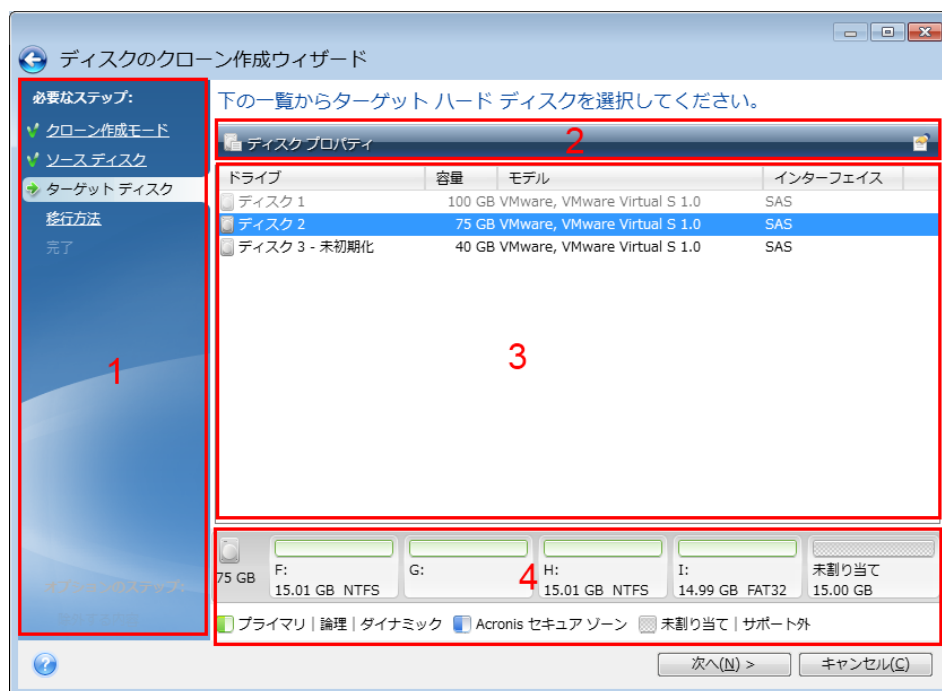 ディスクのクローン作成ウィザード
必要なステップ:
クローン作成モード
ソース ディスク
ターゲット ディスク
移行方法
完了
1
下の一覧からターゲット ハード ディスクを選択してください。
ディスク プロパティ
2
ドライブ 容量 モデル インターフェイス
ディスク 1 100 GB VMware, VMware Virtual S 1.0 SAS
ディスク 2 75 GB VMware, VMware Virtual S 1.0 SAS
ディスク 3 - 未初期化 40 GB VMware, VMware Virtual S 1.0 SAS
3
75 GB
F:
15.01 GB NTFS
G:
4
H:
15.01 GB NTFS
I:
14.99 GB FAT32
未割り当て
15.00 GB
プライマリ | 論理 | ダイナミック Acronis セキュア ゾーン 未割り当て | サポート外
オプションのステップ:
次へ(N) > キャンセル(C)